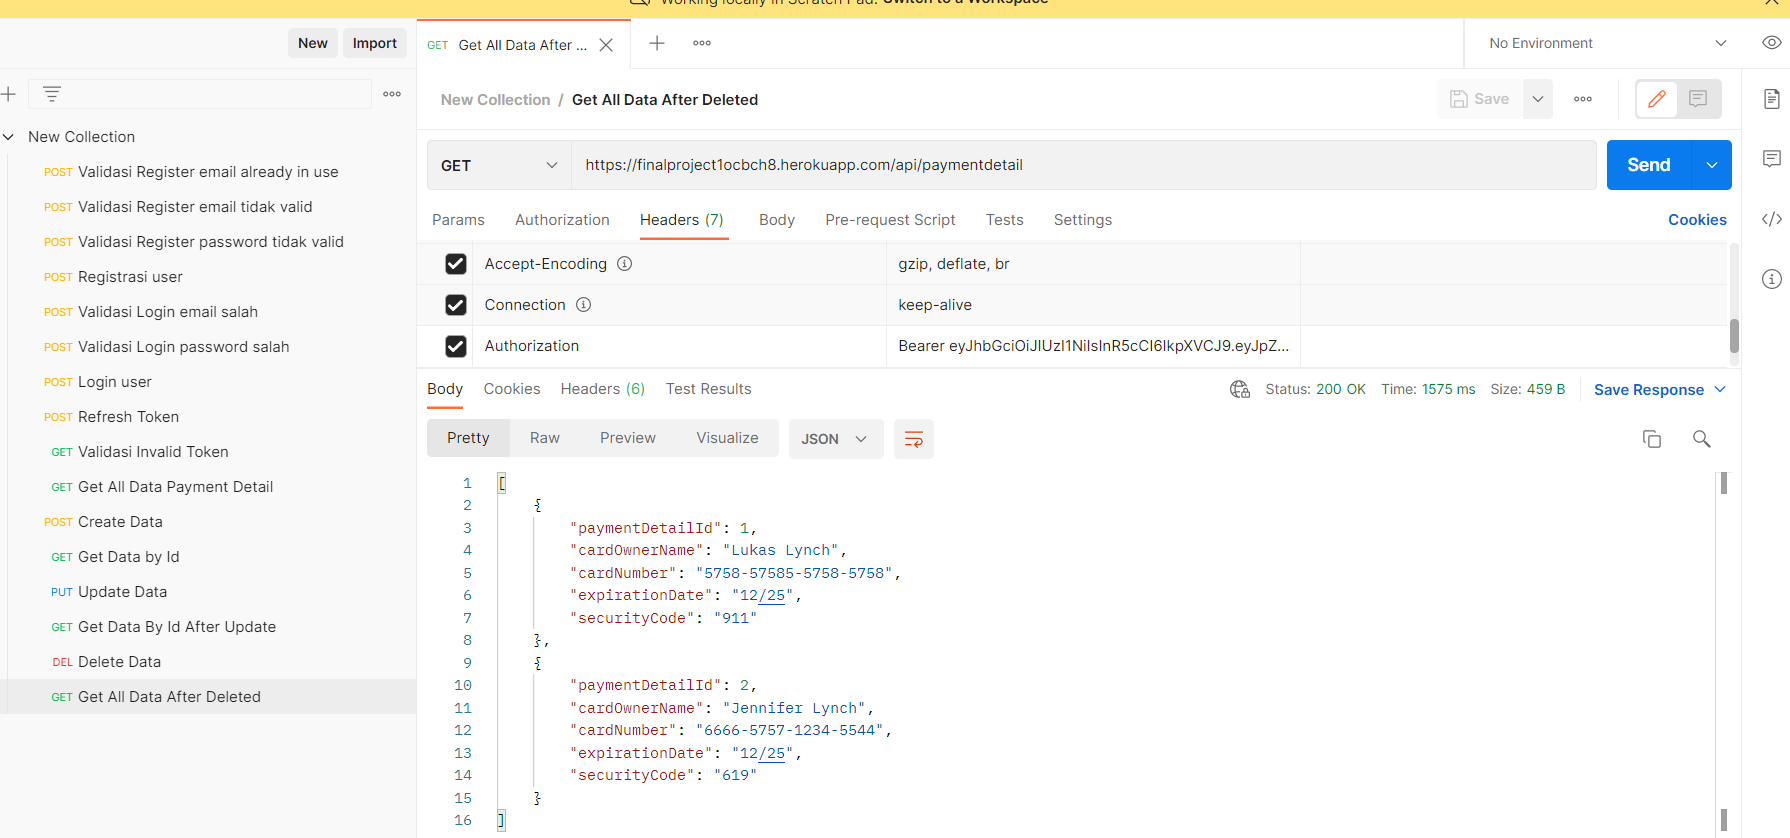 Working locally in Scratch Pad. Switch to a Workspace
New
Import
GET Get All Data After ...
No Environment
New Collection / Get All Data After Deleted
Save
New Collection
POST Validasi Register email already in use
POST Validasi Register email tidak valid
POST Validasi Register password tidak valid
POST Registrasi user
POST Validasi Login email salah
POST Validasi Login password salah
POST Login user
POST Refresh Token
GET Validasi Invalid Token
GET Get All Data Payment Detail
POST Create Data
GET Get Data by Id
PUT Update Data
GET Get Data By Id After Update
DEL Delete Data
GET Get All Data After Deleted
GET
https://finalproject1ocbch8.herokuapp.com/api/paymentdetail
Send
Params Authorization Headers (7) Body Pre-request Script Tests Settings Cookies
Accept-Encoding gzip, deflate, br
Connection keep-alive
Authorization Bearer eyJhbGciOiJIUzI1NiIsInR5cCI6IkpXVCJ9.eyJpZ...
Body Cookies Headers (6) Test Results Status: 200 OK Time: 1575 ms Size: 459 B Save Response
Pretty Raw Preview Visualize JSON
1 [
2 {
3 "paymentDetailId": 1,
4 "cardOwnerName": "Lukas Lynch",
5 "cardNumber": "5758-57585-5758-5758",
6 "expirationDate": "12/25",
7 "securityCode": "911"
8 },
9 {
10 "paymentDetailId": 2,
11 "cardOwnerName": "Jennifer Lynch",
12 "cardNumber": "6666-5757-1234-5544",
13 "expirationDate": "12/25",
14 "securityCode": "619"
15 }
16 ]